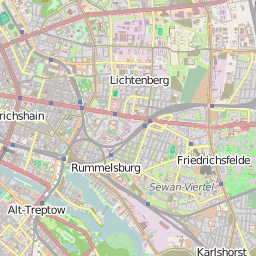 Lichtenberg
richshain
Friedrichsfelde
Rummelsburg
Sewan-Viertel
Alt-Treptow
Karlshorst